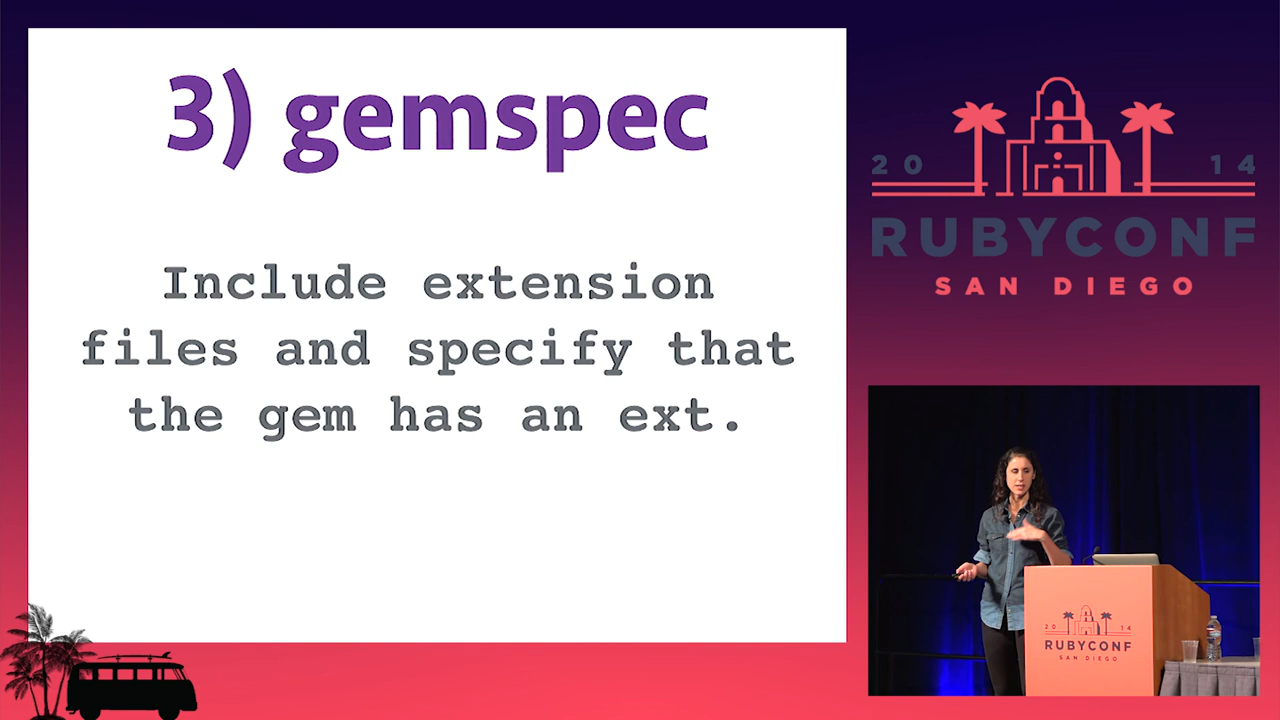 3) gemspec
Include extension
files and specify that
the gem has an ext.
20 14
RUBYCONF
SAN DIEGO
20 14
RUBYCONF
SAN DIEGO